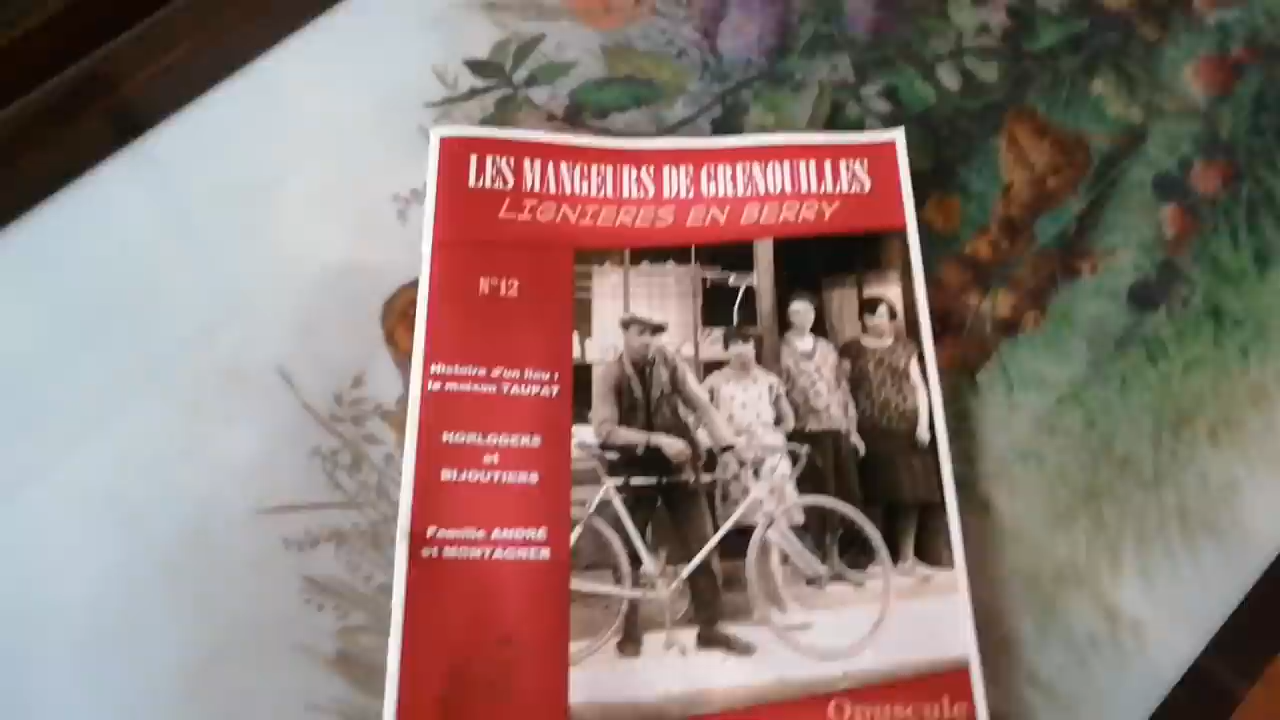 LES MANGEURS DE GRENOUILLES
LIGNIERES EN BERRY
N°12
Histoire d'un lieu :
la maison TAUPAT
HORLOGERS
et
BIJOUTIERS
Famille ANDRÉ
et MONTAGNER
Opuscule